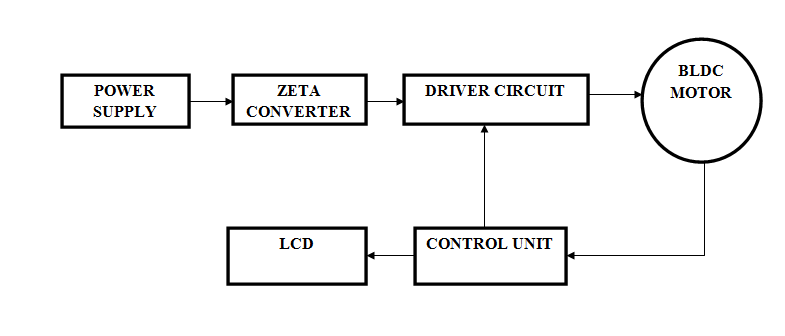 POWER
SUPPLY
ZETA
CONVERTER
DRIVER CIRCUIT
BLDC
MOTOR
LCD
CONTROL UNIT